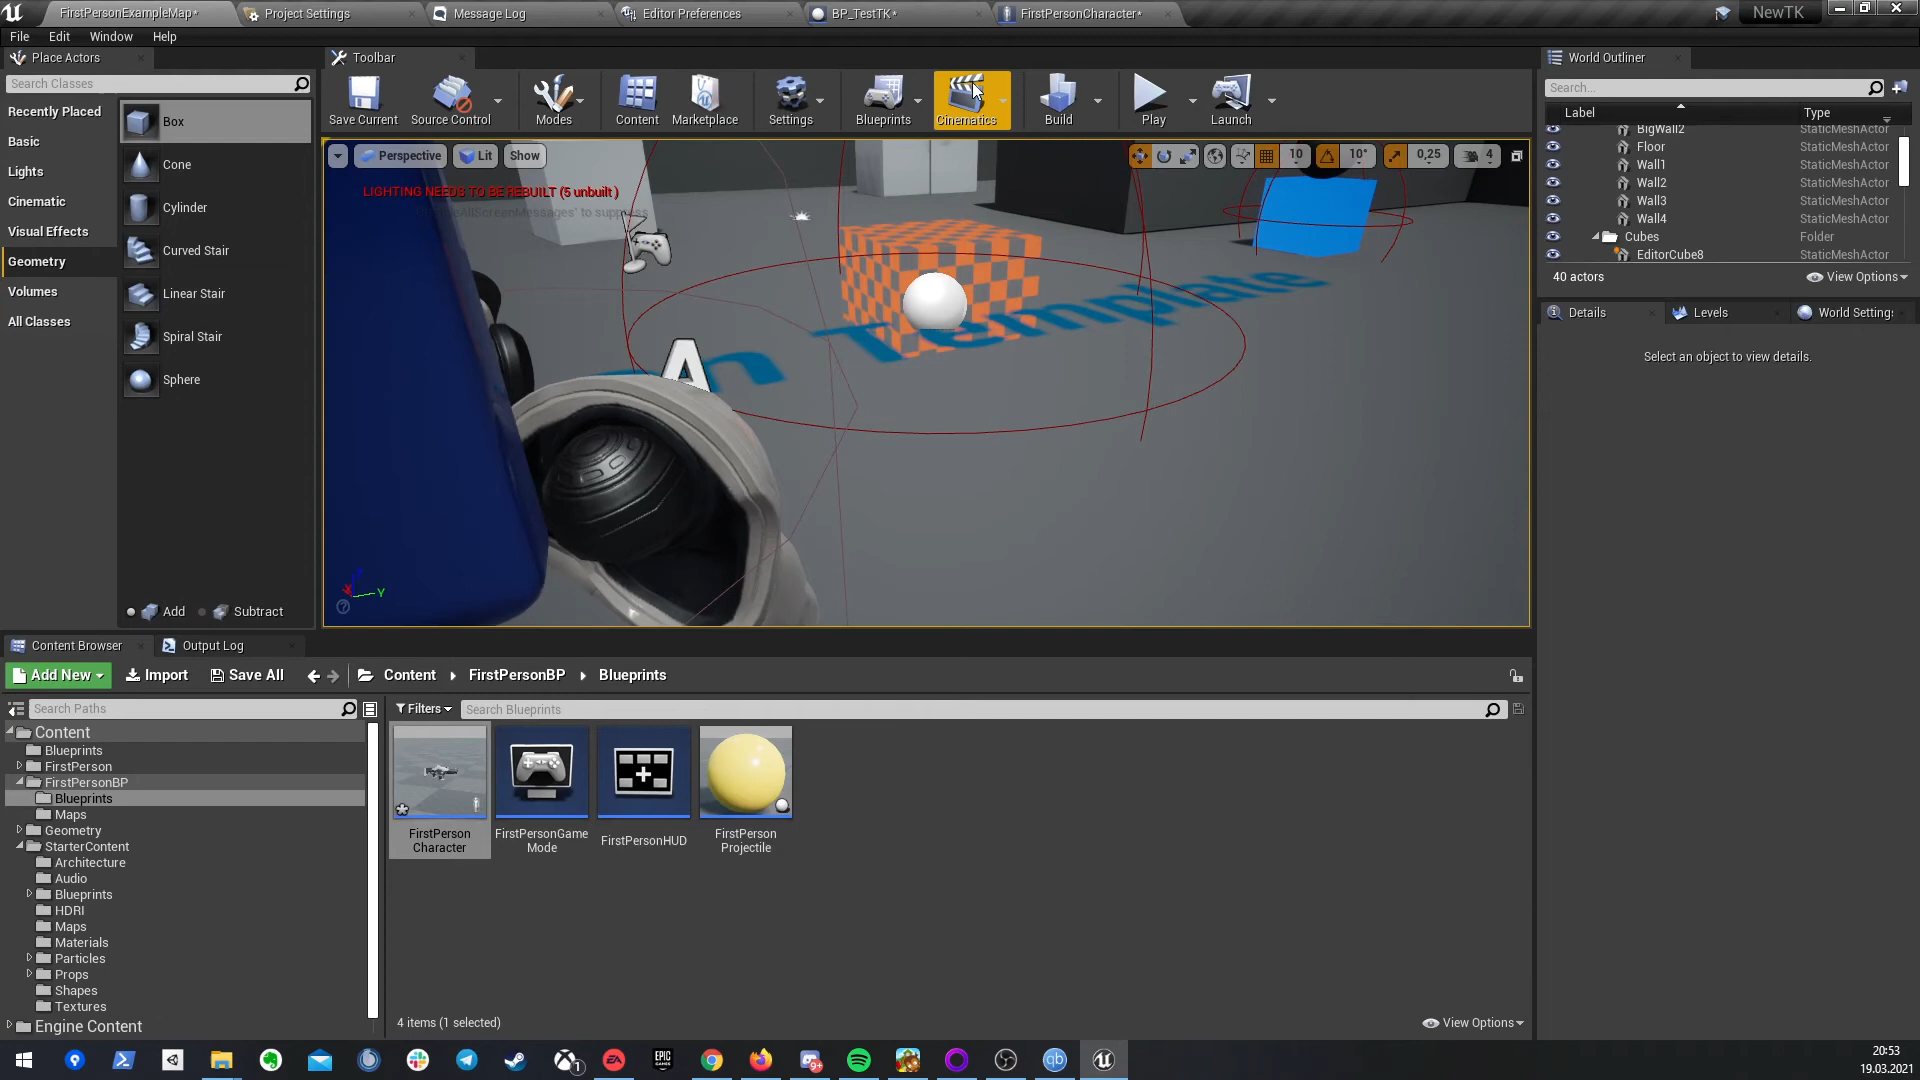 FirstPersonExampleMap*
Project Settings
Message Log
Editor Preferences
BP_TestTK*
FirstPersonCharacter*
NewTK
File
Edit
Window
Help
Place Actors
Toolbar
World Outliner
Search Classes
Search...
Save Current
Source Control
Modes
Content
Marketplace
Settings
Blueprints
Cinematics
Build
Play
Launch
Recently Placed
Basic
Lights
Cinematic
Visual Effects
Geometry
Volumes
All Classes
Box
Cone
Cylinder
Curved Stair
Linear Stair
Spiral Stair
Sphere
Add
Subtract
Perspective
Lit
Show
10
10°
0,25
4
LIGHTING NEEDS TO BE REBUILT (5 unbuilt )
Template
A
X
Y
Label
Type
BigWall2 StaticMeshActor
Floor StaticMeshActor
Wall1 StaticMeshActor
Wall2 StaticMeshActor
Wall3 StaticMeshActor
Wall4 StaticMeshActor
Cubes Folder
EditorCube8 StaticMeshActor
40 actors
View Options
Details
Levels
World Settings
Select an object to view details.
Content Browser
Output Log
Add New
Import
Save All
Content
FirstPersonBP
Blueprints
Search Paths
Filters
Search Blueprints
Content
Blueprints
FirstPerson
FirstPersonBP
Blueprints
Maps
Geometry
StarterContent
Architecture
Audio
Blueprints
HDRI
Maps
Materials
Particles
Props
Shapes
Textures
Engine Content
FirstPerson
Character
FirstPersonGame
Mode
FirstPersonHUD
FirstPerson
Projectile
4 items (1 selected)
View Options
EPIC
GAMES
EA
1
9+
qb
20:53
19.03.2021